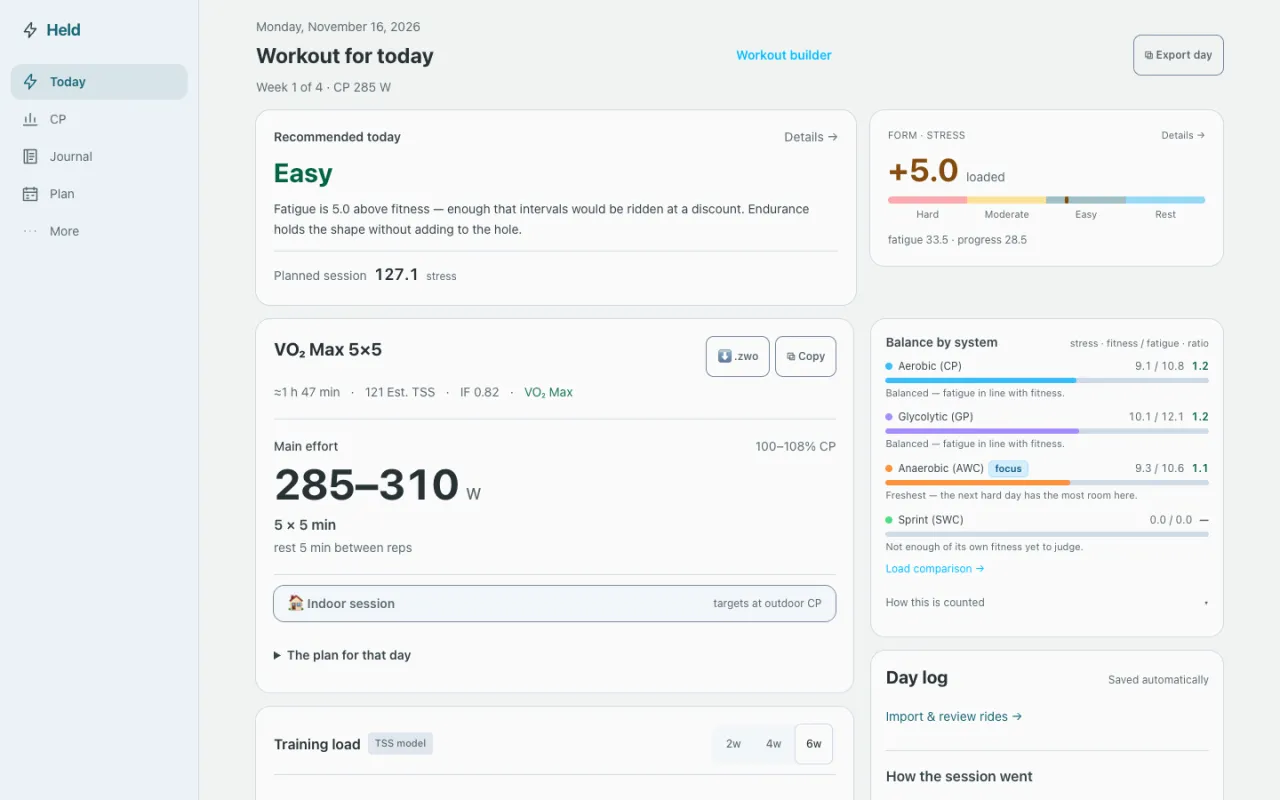 Held
Today
CP
Journal
Plan
More
Monday, November 16, 2026
Workout for today
Week 1 of 4 · CP 285 W
Workout builder
Export day
Recommended today
Details →
Easy
Fatigue is 5.0 above fitness — enough that intervals would be ridden at a discount. Endurance
holds the shape without adding to the hole.
Planned session 127.1 stress
FORM · STRESS
Details →
+5.0 loaded
Hard Moderate Easy Rest
fatigue 33.5 · progress 28.5
VO₂ Max 5×5
.zwo
Copy
≈1 h 47 min · 121 Est. TSS · IF 0.82 · VO₂ Max
Main effort
100–108% CP
285–310 W
5 × 5 min
rest 5 min between reps
Indoor session
targets at outdoor CP
The plan for that day
Balance by system
stress · fitness / fatigue · ratio
Aerobic (CP) 9.1 / 10.8 1.2
Balanced — fatigue in line with fitness.
Glycolytic (GP) 10.1 / 12.1 1.2
Balanced — fatigue in line with fitness.
Anaerobic (AWC) focus 9.3 / 10.6 1.1
Freshest — the next hard day has the most room here.
Sprint (SWC) 0.0 / 0.0 —
Not enough of its own fitness yet to judge.
Load comparison →
How this is counted
Training load TSS model
2w 4w 6w
Day log
Saved automatically
Import & review rides →
How the session went